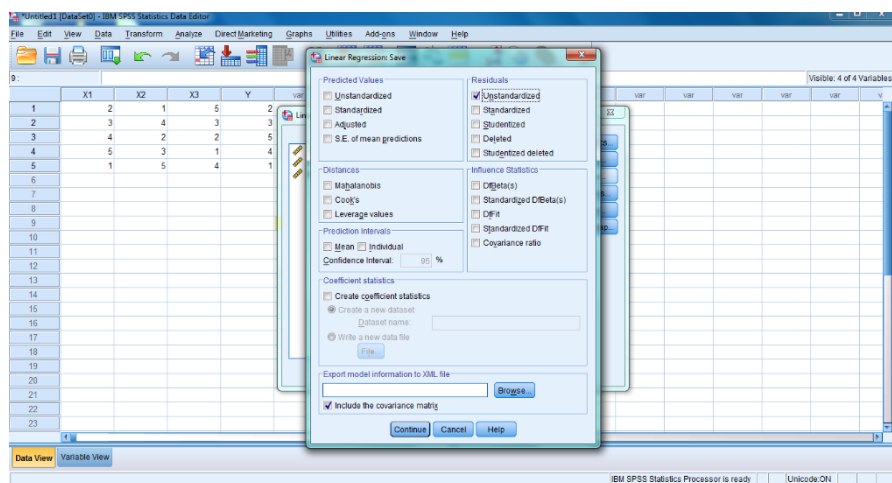 *Untitled1 [DataSet0] - IBM SPSS Statistics Data Editor
File Edit View Data Transform Analyze Direct Marketing Graphs Utilities Add-ons Window Help
Linear Regression: Save
9 :
Visible: 4 of 4 Variables
X1 X2 X3 Y var var var var var
1 2 1 5 2
2 3 4 3 3
3 4 2 2 5
4 5 3 1 4
5 1 5 4 1
6
7
8
9
10
11
12
13
14
15
16
17
18
19
20
21
22
23
Lin
Predicted Values
Unstandardized
Standardized
Adjusted
S.E. of mean predictions
Residuals
Unstandardized
Standardized
Studentized
Deleted
Studentized deleted
Distances
Mahalanobis
Cook's
Leverage values
Influence Statistics
DfBeta(s)
Standardized DfBeta(s)
DfFit
Standardized DfFit
Covariance ratio
Prediction Intervals
Mean Individual
Confidence Interval: 95 %
Coefficient statistics
Create coefficient statistics
Create a new dataset
Dataset name:
Write a new data file
File...
Export model information to XML file
Browse...
Include the covariance matrix
Continue Cancel Help
Data View Variable View
IBM SPSS Statistics Processor is ready Unicode:ON